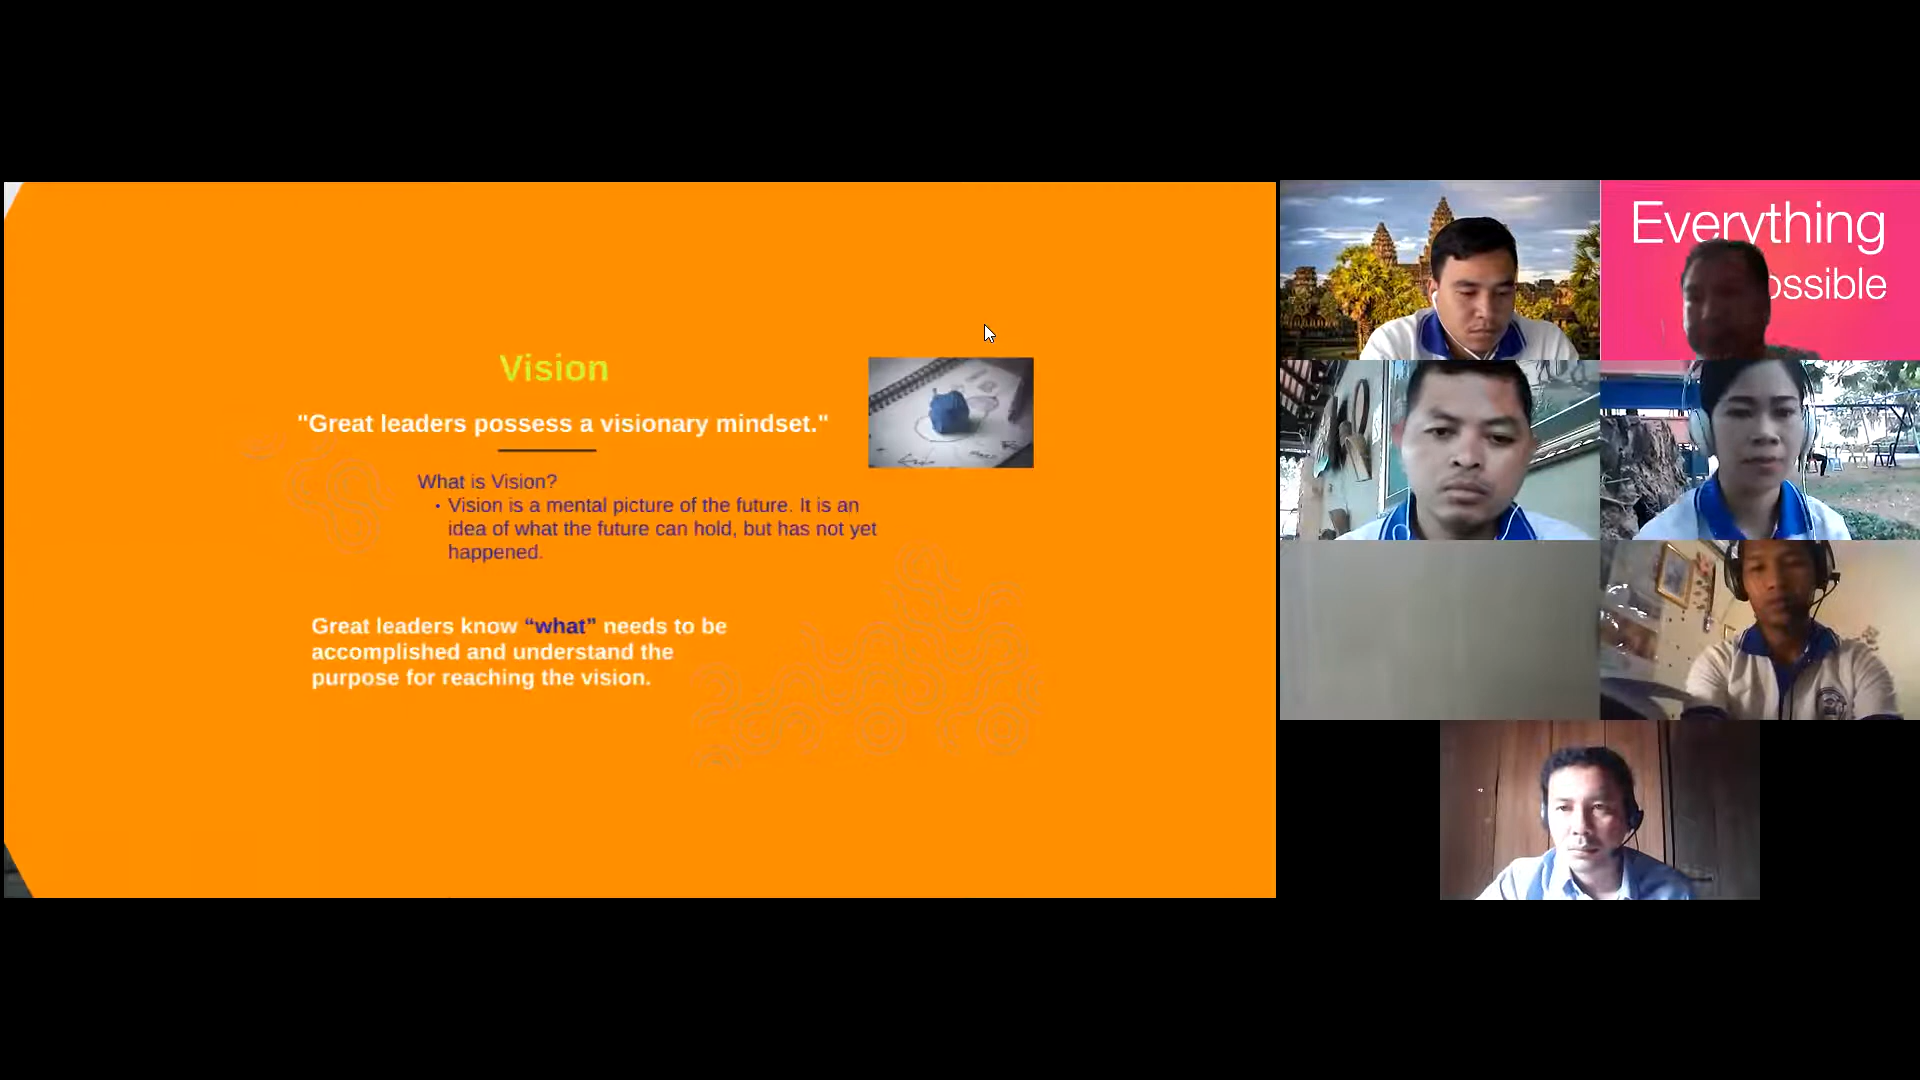 Vision
"Great leaders possess a visionary mindset."
What is Vision?
• Vision is a mental picture of the future. It is an
idea of what the future can hold, but has not yet
happened.
Great leaders know “what” needs to be
accomplished and understand the
purpose for reaching the vision.
Everything
ossible